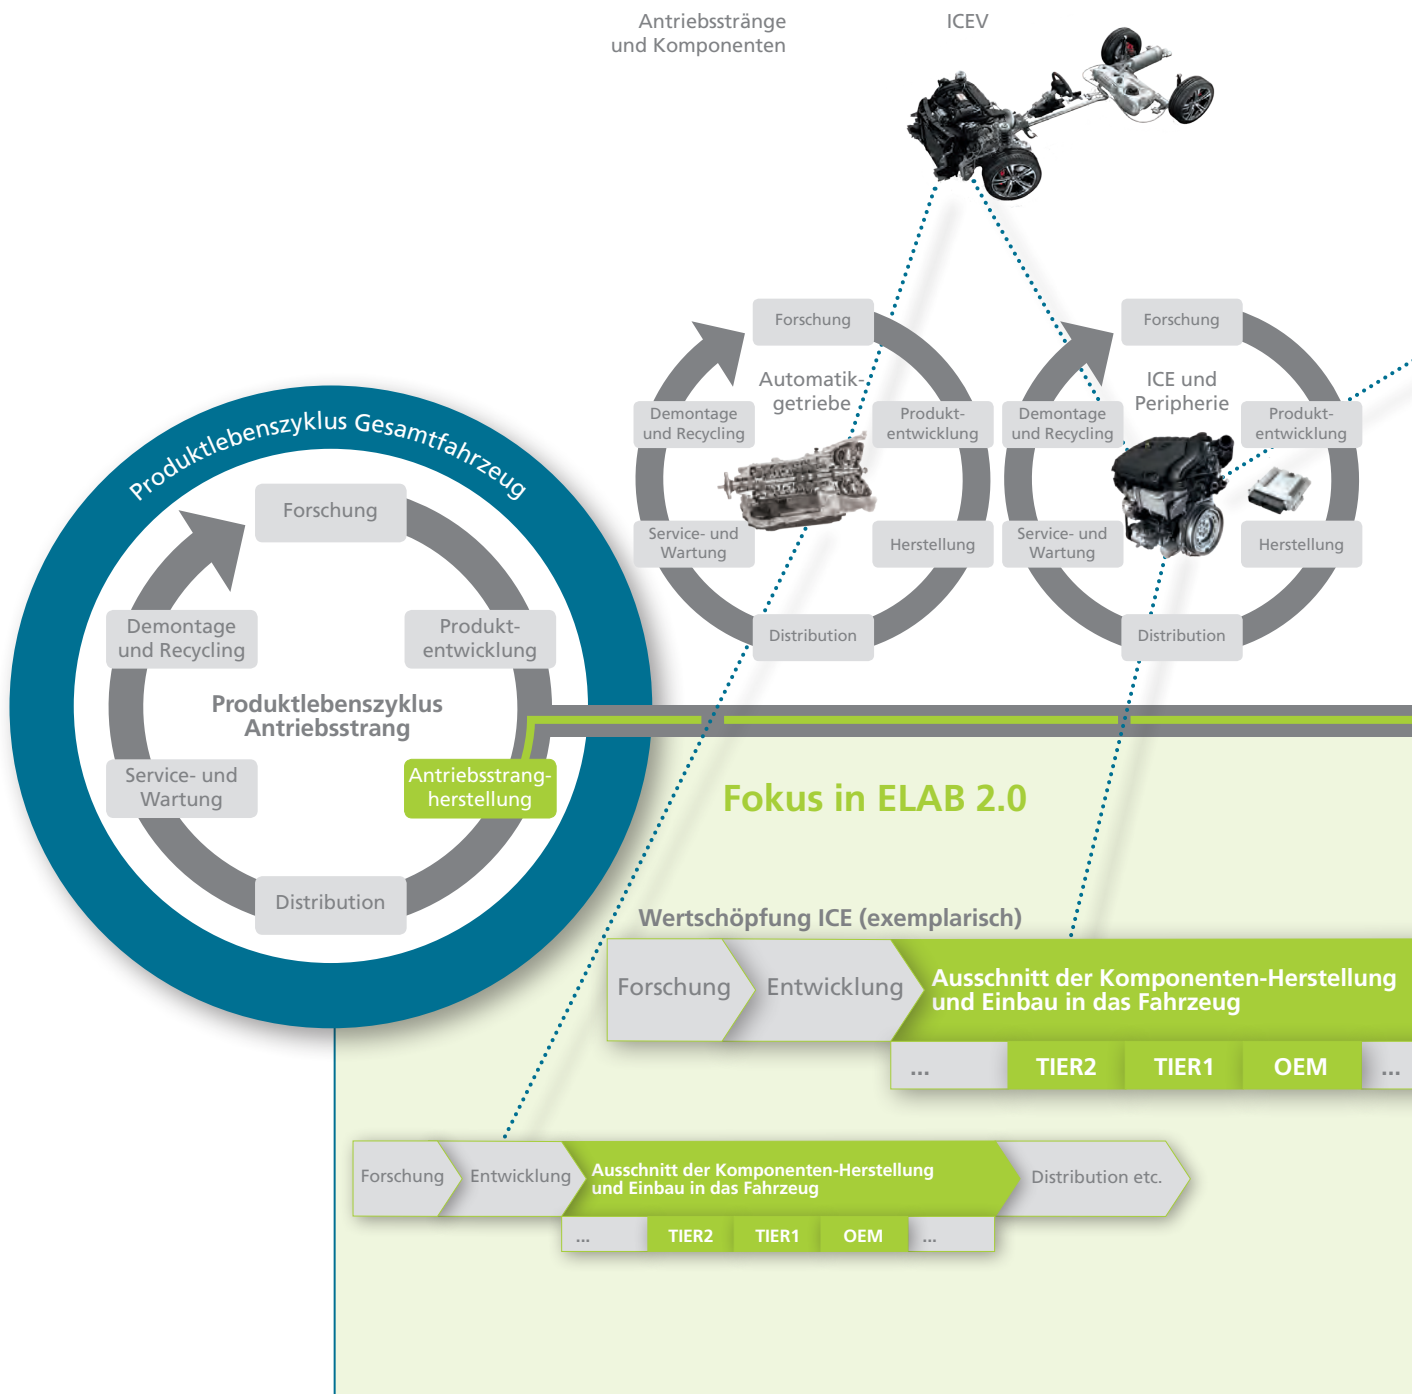 Antriebsstränge
und Komponenten
ICEV
Forschung
Automatik-
getriebe
Demontage
und Recycling
Produkt-
entwicklung
Service- und
Wartung
Herstellung
Distribution
Forschung
ICE und
Peripherie
Demontage
und Recycling
Produkt-
entwicklung
Service- und
Wartung
Herstellung
Distribution
Produktlebenszyklus Gesamtfahrzeug
Forschung
Demontage
und Recycling
Produkt-
entwicklung
Produktlebenszyklus
Antriebsstrang
Service- und
Wartung
Antriebsstrang-
herstellung
Distribution
Fokus in ELAB 2.0
Wertschöpfung ICE (exemplarisch)
Forschung
Entwicklung
Ausschnitt der Komponenten-Herstellung
und Einbau in das Fahrzeug
... TIER2 TIER1 OEM ...
Forschung
Entwicklung
Ausschnitt der Komponenten-Herstellung
und Einbau in das Fahrzeug
Distribution etc.
... TIER2 TIER1 OEM ...